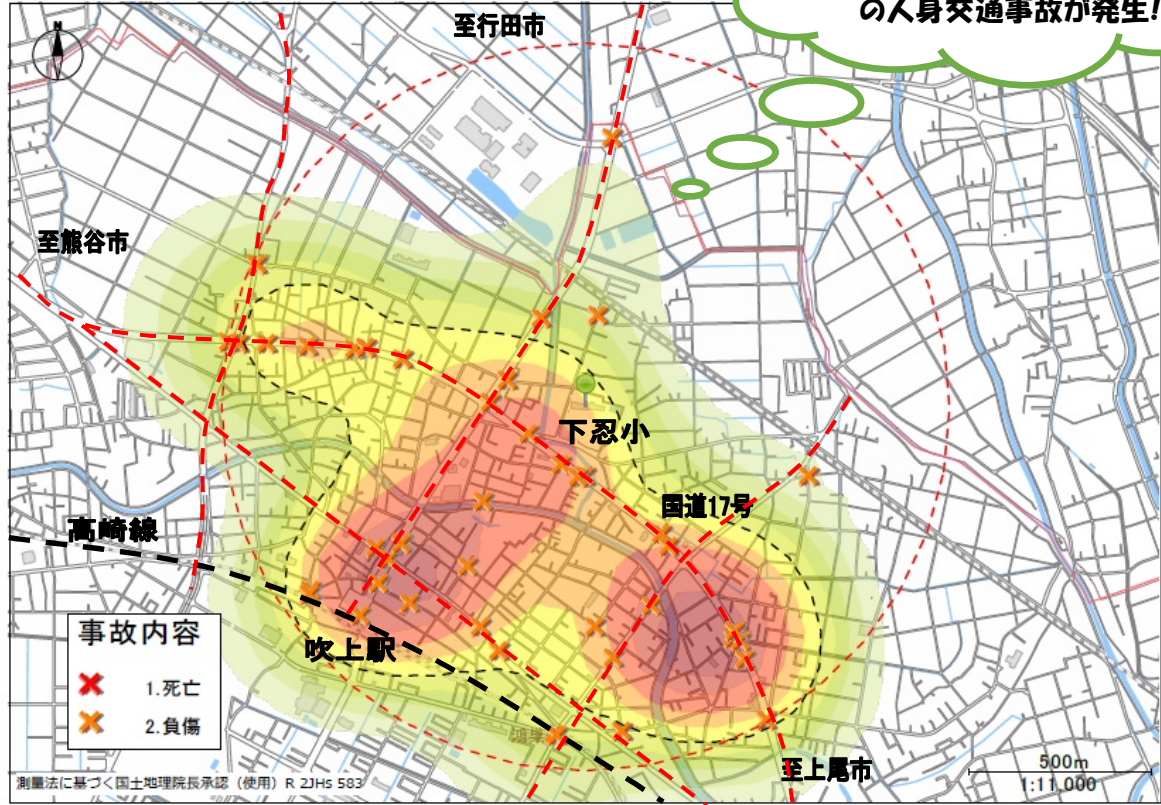 の人身交通事故が発生!
至行田市
N
至熊谷市
下忍小
国道17号
高崎線
吹上駅
事故内容
1.死亡
2.負傷
至上尾市
500m
1:11,000
測量法に基づく国土地理院長承認（使用）R 2JHs 583